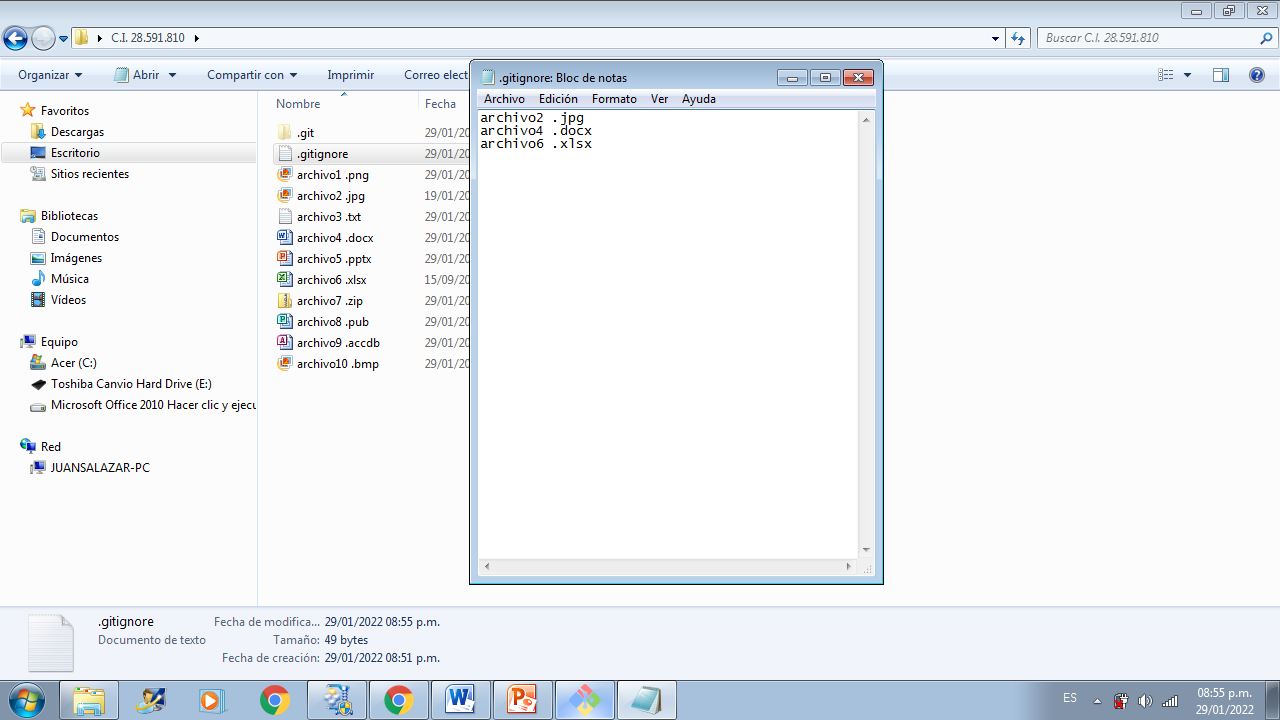 C.I. 28.591.810
Buscar C.I. 28.591.810
Organizar
Abrir
Compartir con
Imprimir
Correo elect
Favoritos
Descargas
Escritorio
Sitios recientes
Bibliotecas
Documentos
Imágenes
Música
Vídeos
Equipo
Acer (C:)
Toshiba Canvio Hard Drive (E:)
Microsoft Office 2010 Hacer clic y ejecu
Red
JUANSALAZAR-PC
Nombre Fecha
.git 29/01/20
.gitignore 29/01/20
archivo1 .png 29/01/20
archivo2 .jpg 19/01/20
archivo3 .txt 29/01/20
archivo4 .docx 29/01/20
archivo5 .pptx 29/01/20
archivo6 .xlsx 15/09/20
archivo7 .zip 29/01/20
archivo8 .pub 29/01/20
archivo9 .accdb 29/01/20
archivo10 .bmp 29/01/20
.gitignore: Bloc de notas
Archivo Edición Formato Ver Ayuda
archivo2 .jpg
archivo4 .docx
archivo6 .xlsx
.gitignore Fecha de modifica... 29/01/2022 08:55 p.m.
Documento de texto Tamaño: 49 bytes
Fecha de creación: 29/01/2022 08:51 p.m.
ES
08:55 p.m.
29/01/2022